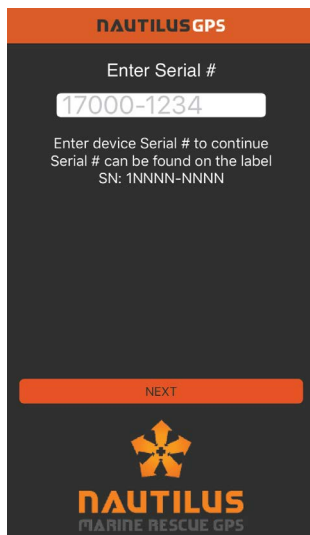 NAUTILUS GPS
Enter Serial #
17000-1234
Enter device Serial # to continue
Serial # can be found on the label
SN: 1NNNN-NNNN
NEXT
NAUTILUS
MARINE RESCUE GPS